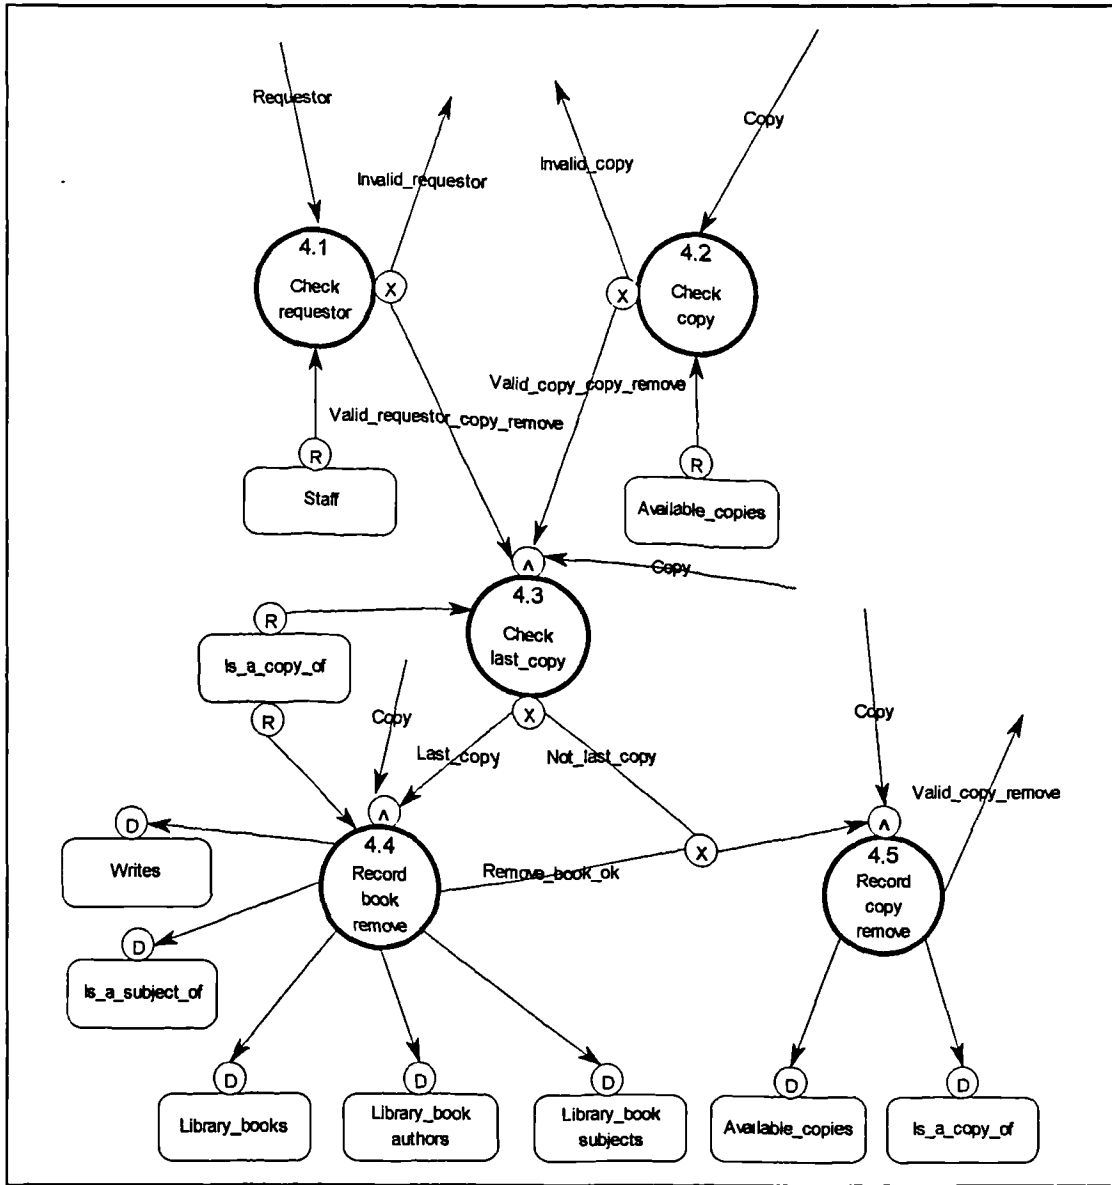 Requestor
Copy
Invalid_requestor
Invalid_copy
4.1
Check
requestor
X
X
4.2
Check
copy
Valid_copy_copy_remove
Valid_requestor_copy_remove
R
Staff
R
Available_copies
Λ
Copy
4.3
Check
last_copy
R
Is_a_copy_of
R
X
Copy
Last_copy
Not_last_copy
Copy
Valid_copy_remove
D
Writes
Λ
4.4
Record
book
remove
Remove_book_ok
X
Λ
4.5
Record
copy
remove
D
Is_a_subject_of
D
Library_books
D
Library_book
authors
D
Library_book
subjects
D
Available_copies
D
Is_a_copy_of